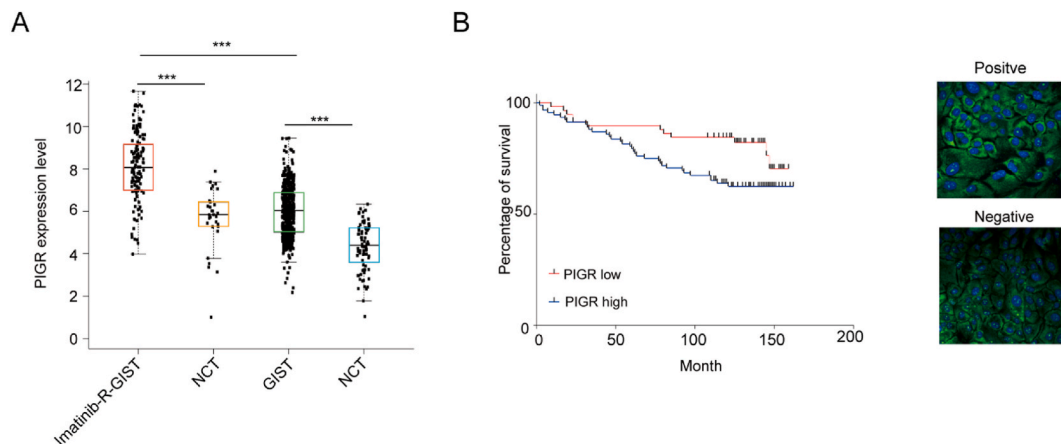 A
***
***
***
PIGR expression level
12
10
8
6
4
2
0
Imatinib-R-GIST
NCT
GIST
NCT
B
Percentage of survival
100
50
0
PIGR low
PIGR high
0
50
100
150
200
Month
Positve
Negative